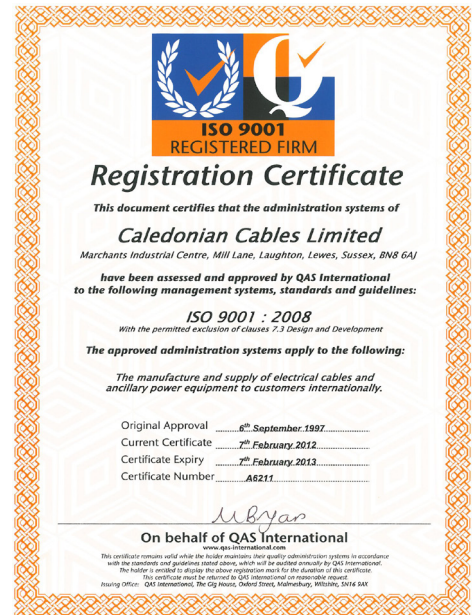 ISO 9001
REGISTERED FIRM
Registration Certificate
This document certifies that the administration systems of
Caledonian Cables Limited
Marchants Industrial Centre, Mill Lane, Laughton, Lewes, Sussex, BN8 6AJ
have been assessed and approved by QAS International
to the following management systems, standards and guidelines:
ISO 9001 : 2008
With the permitted exclusion of clauses 7.3 Design and Development
The approved administration systems apply to the following:
The manufacture and supply of electrical cables and
ancillary power equipment to customers internationally.
Original Approval 6th September 1997
Current Certificate 7th February 2012
Certificate Expiry 7th February 2013
Certificate Number A6211
On behalf of QAS International
www.qas-international.com
This certificate remains valid while the holder maintains their quality administration systems in accordance
with the standards and guidelines stated above, which will be audited annually by QAS International.
The holder is entitled to display the above registration mark for the duration of this certificate.
This certificate must be returned to QAS International on reasonable request.
Issuing Office: QAS International, The Gig House, Oxford Street, Malmesbury, Wiltshire, SN16 9AX